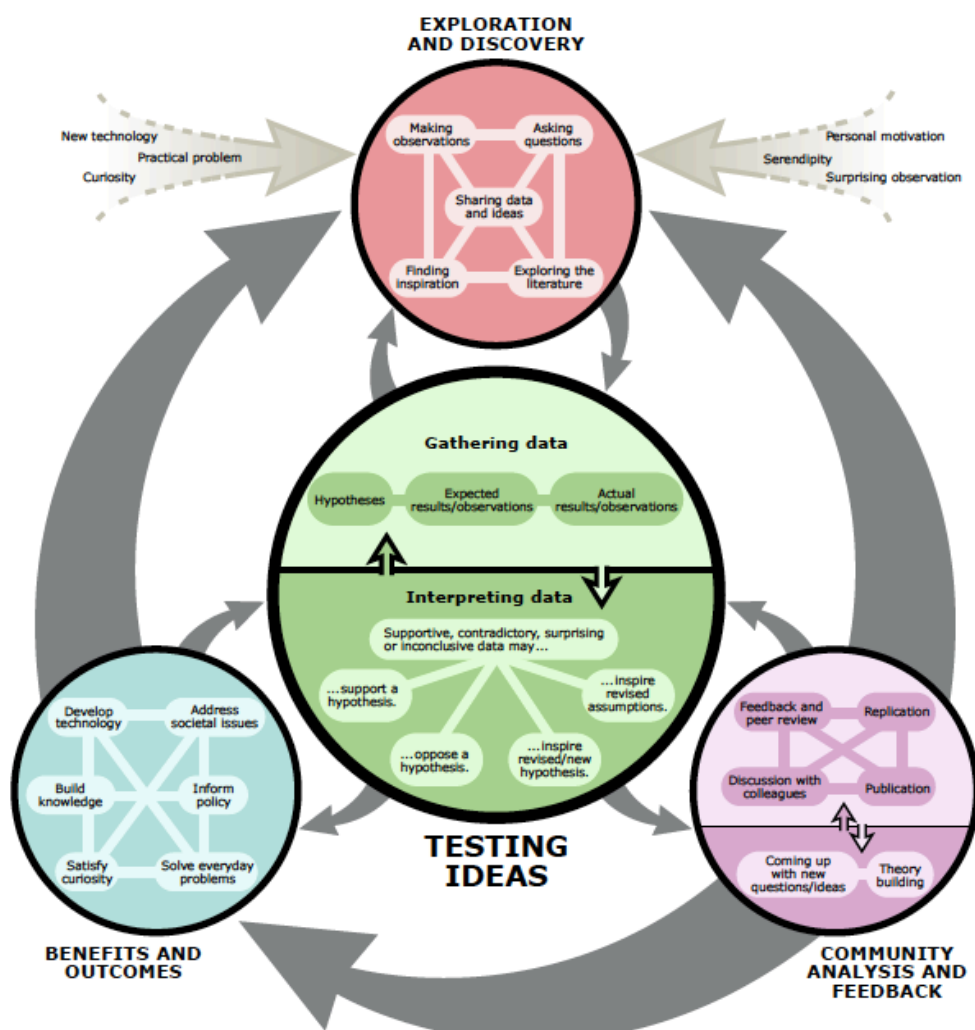 EXPLORATION
AND DISCOVERY
New technology
Practical problem
Curiosity
Personal motivation
Serendipity
Surprising observation
Making
observations
Asking
questions
Sharing data
and ideas
Finding
inspiration
Exploring the
literature
Gathering data
Hypotheses
Expected
results/observations
Actual
results/observations
Interpreting data
Supportive, contradictory, surprising
or inconclusive data may...
...support a
hypothesis.
...oppose a
hypothesis.
...inspire
revised/new
hypothesis.
...inspire
revised
assumptions.
TESTING
IDEAS
Develop
technology
Address
societal issues
Build
knowledge
Inform
policy
Satisfy
curiosity
Solve everyday
problems
BENEFITS AND
OUTCOMES
Feedback and
peer review
Replication
Discussion with
colleagues
Publication
Coming up
with new
questions/ideas
Theory
building
COMMUNITY
ANALYSIS AND
FEEDBACK